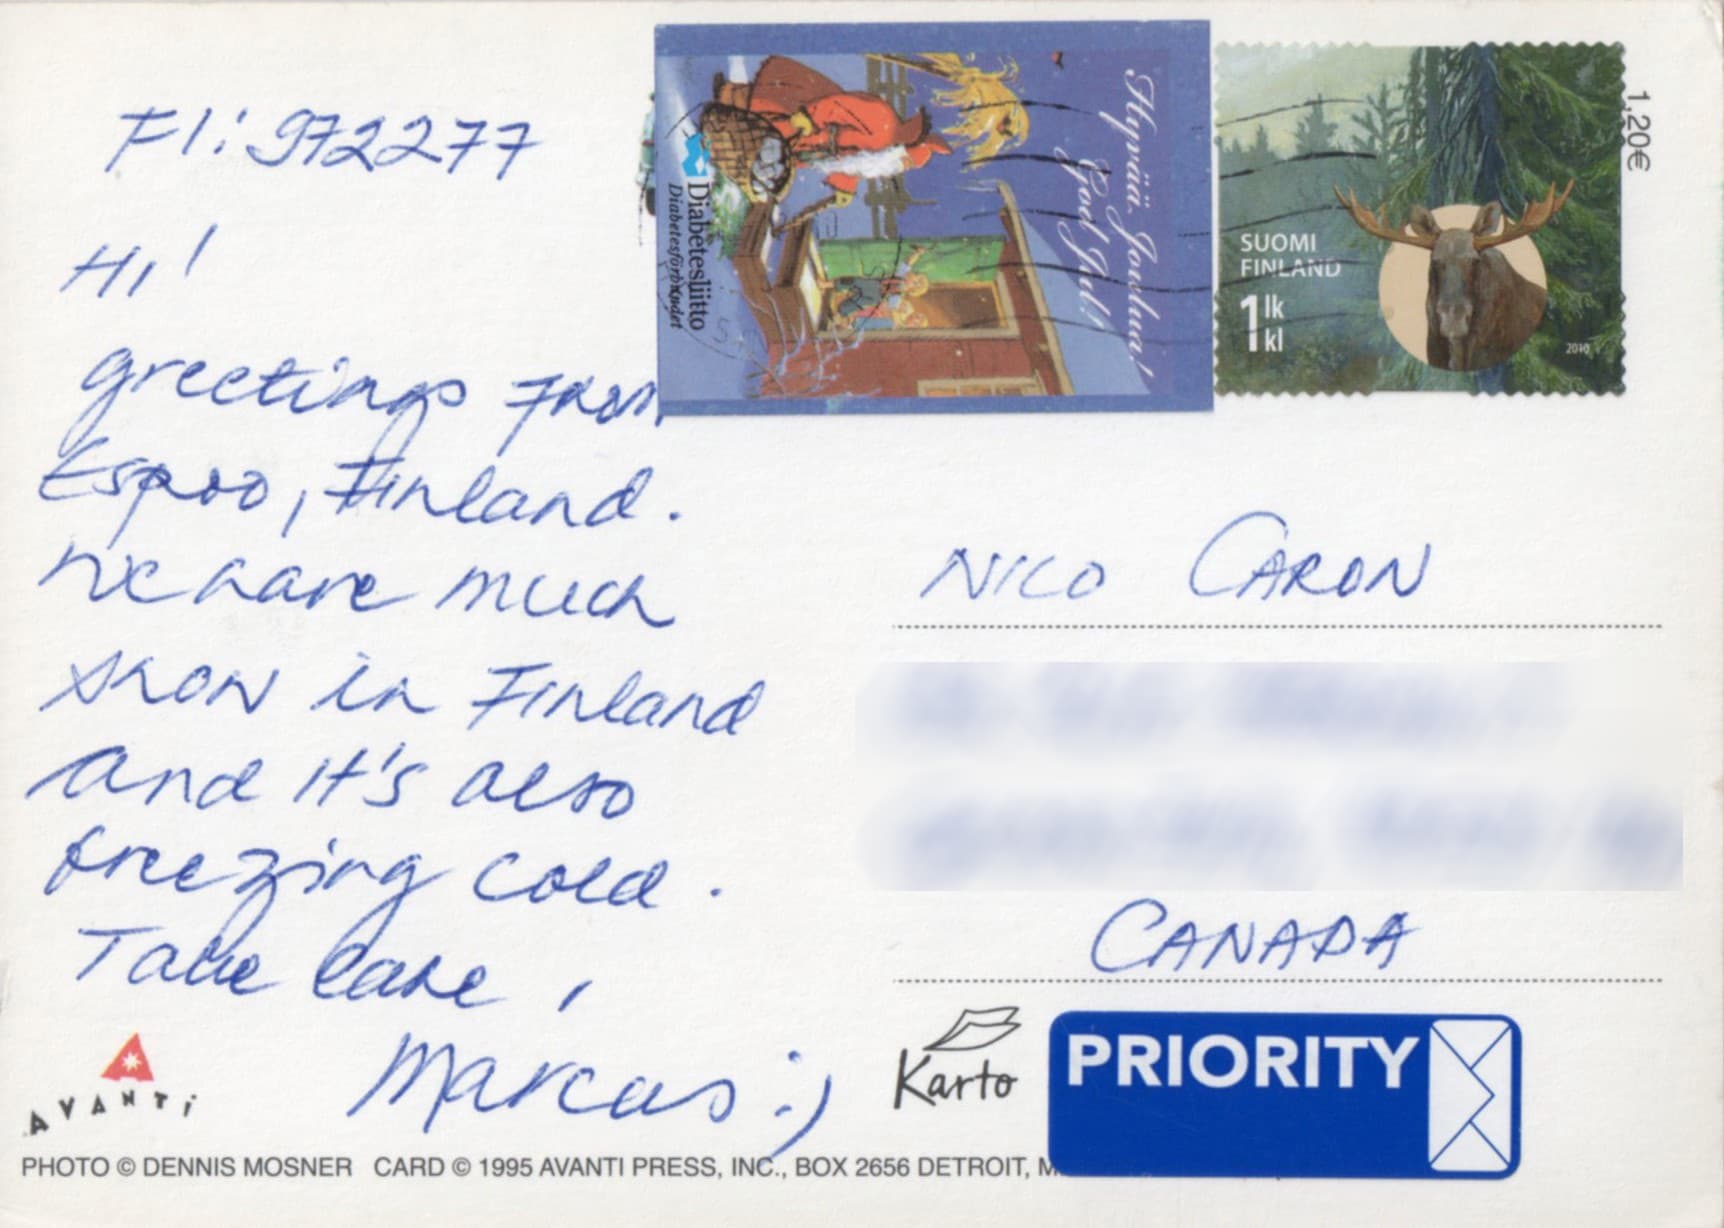 FI: 972277
Hi!
greetings from
Espoo, Finland.
We have much
snow in Finland
and it's also
freezing cold.
Take care,
Marcus :)
AVANTI
PHOTO © DENNIS MOSNER CARD © 1995 AVANTI PRESS, INC., BOX 2656 DETROIT, M
Hyvää Joulua!
God Jul!
Diabetesliitto
Diabetesförbundet
1.20€
SUOMI
FINLAND
1 lk
kl
2010
NICO CARON
CANADA
Karto
PRIORITY